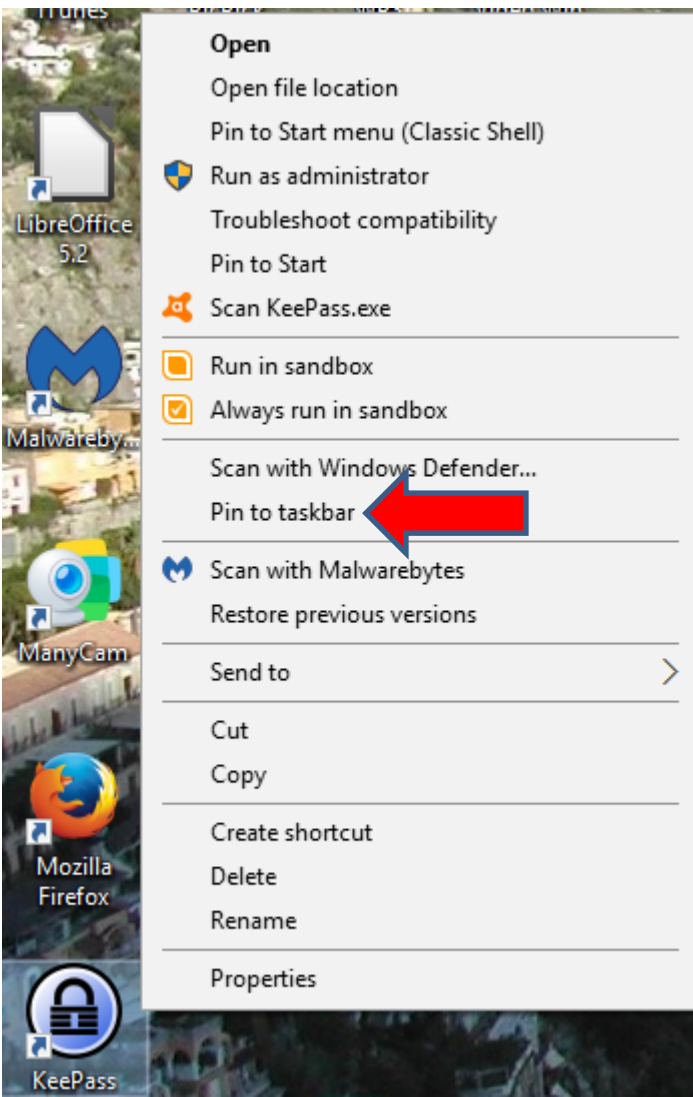 iTunes
Open
Open file location
Pin to Start menu (Classic Shell)
Run as administrator
Troubleshoot compatibility
Pin to Start
Scan KeePass.exe
Run in sandbox
Always run in sandbox
Scan with Windows Defender...
Pin to taskbar
Scan with Malwarebytes
Restore previous versions
Send to
Cut
Copy
Create shortcut
Delete
Rename
Properties
LibreOffice
5.2
Malwareby...
ManyCam
Mozilla
Firefox
KeePass